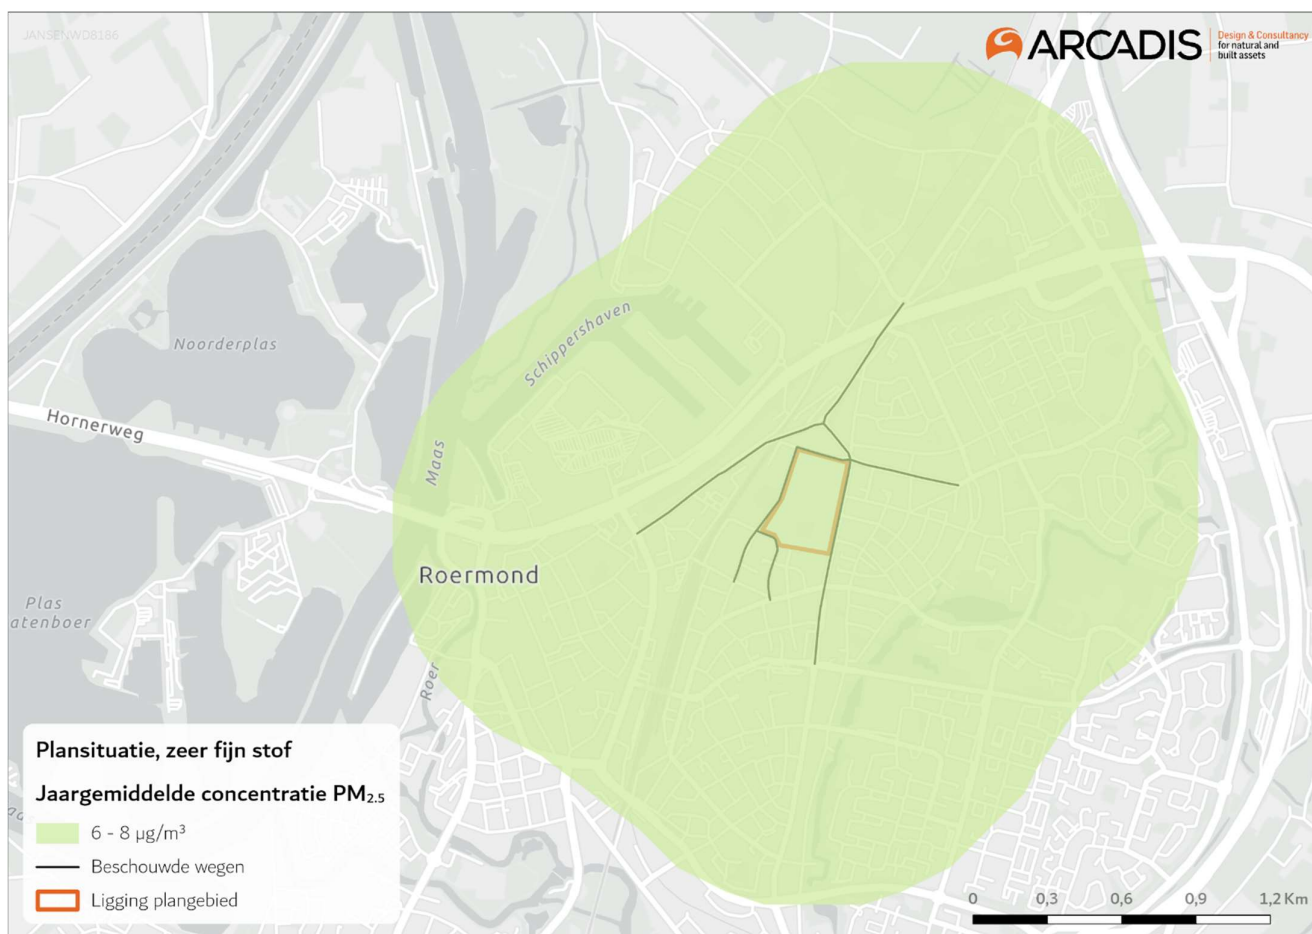 JANSENWD8186
ARCADIS
Design & Consultancy
for natural and
built assets
Schippershaven
Noorderplas
Hornerweg
Maas
Roermond
Plas
atenboer
Roer
Plansituatie, zeer fijn stof
Jaargemiddelde concentratie PM₂.₅
6 - 8 µg/m³
Beschouwde wegen
Ligging plangebied
0 0,3 0,6 0,9 1,2 Km